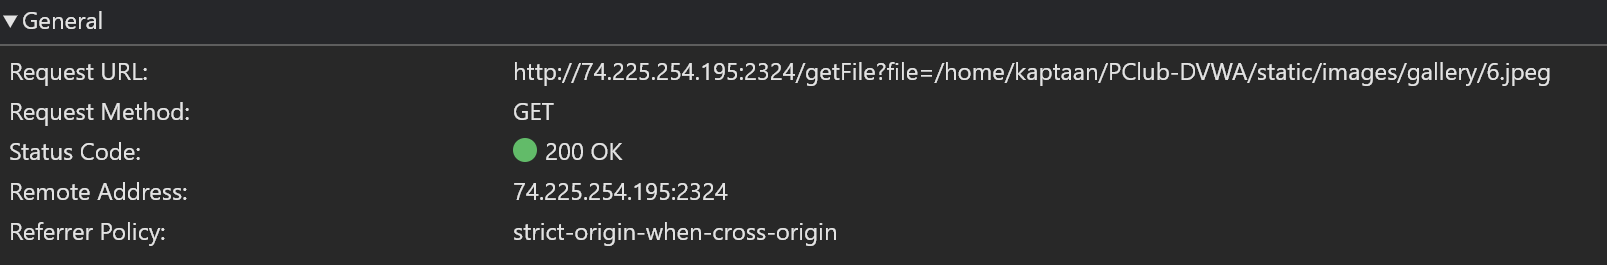 General
Request URL: http://74.225.254.195:2324/getFile?file=/home/kaptaan/PClub-DVWA/static/images/gallery/6.jpeg
Request Method: GET
Status Code: 200 OK
Remote Address: 74.225.254.195:2324
Referrer Policy: strict-origin-when-cross-origin